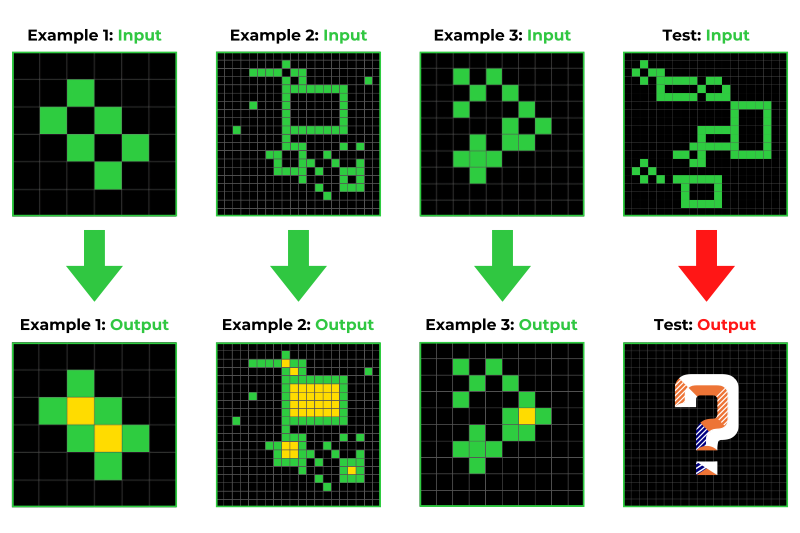 Example 1: Input
Example 2: Input
Example 3: Input
Test: Input
Example 1: Output
Example 2: Output
Example 3: Output
Test: Output
?